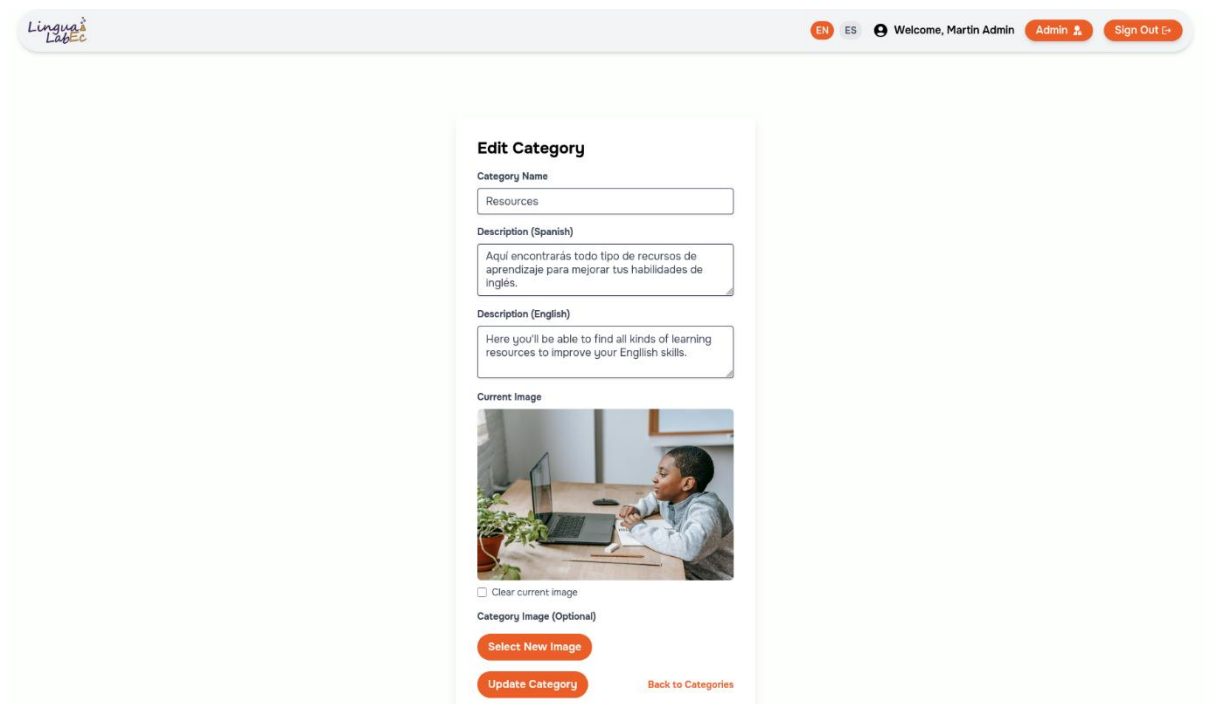 Lingua
LabEc
EN ES Welcome, Martin Admin Admin Sign Out
Edit Category
Category Name
Resources
Description (Spanish)
Aquí encontrarás todo tipo de recursos de
aprendizaje para mejorar tus habilidades de
inglés.
Description (English)
Here you'll be able to find all kinds of learning
resources to improve your Engllish skills.
Current Image
Clear current image
Category Image (Optional)
Select New Image
Update Category Back to Categories